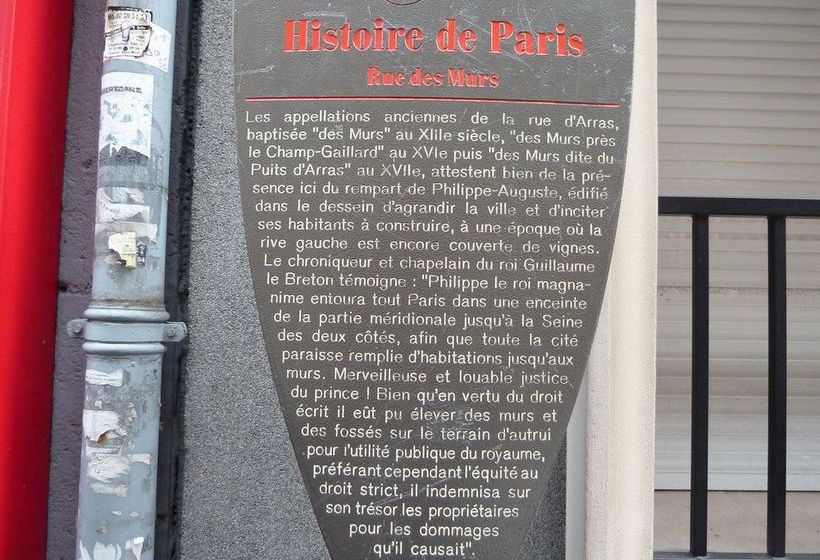 Histoire de Paris
Rue des Murs
Les appellations anciennes de la rue d'Arras,
baptisée "des Murs" au XIIIe siècle, "des Murs près
le Champ-Gaillard" au XVIe puis "des Murs dite du
Puits d'Arras" au XVIIe, attestent bien de la pré-
sence ici du rempart de Philippe-Auguste, édifié
dans le dessein d'agrandir la ville et d'inciter
ses habitants à construire, à une époque où la
rive gauche est encore couverte de vignes.
Le chroniqueur et chapelain du roi Guillaume
le Breton témoigne : "Philippe le roi magna-
nime entoura tout Paris dans une enceinte
de la partie méridionale jusqu'à la Seine
des deux côtés, afin que toute la cité
paraisse remplie d'habitations jusqu'aux
murs. Merveilleuse et louable justice
du prince ! Bien qu'en vertu du droit
écrit il eût pu élever des murs et
des fossés sur le terrain d'autrui
pour l'utilité publique du royaume,
préférant cependant l'équité au
droit strict, il indemnisa sur
son trésor les propriétaires
pour les dommages
qu'il causait".